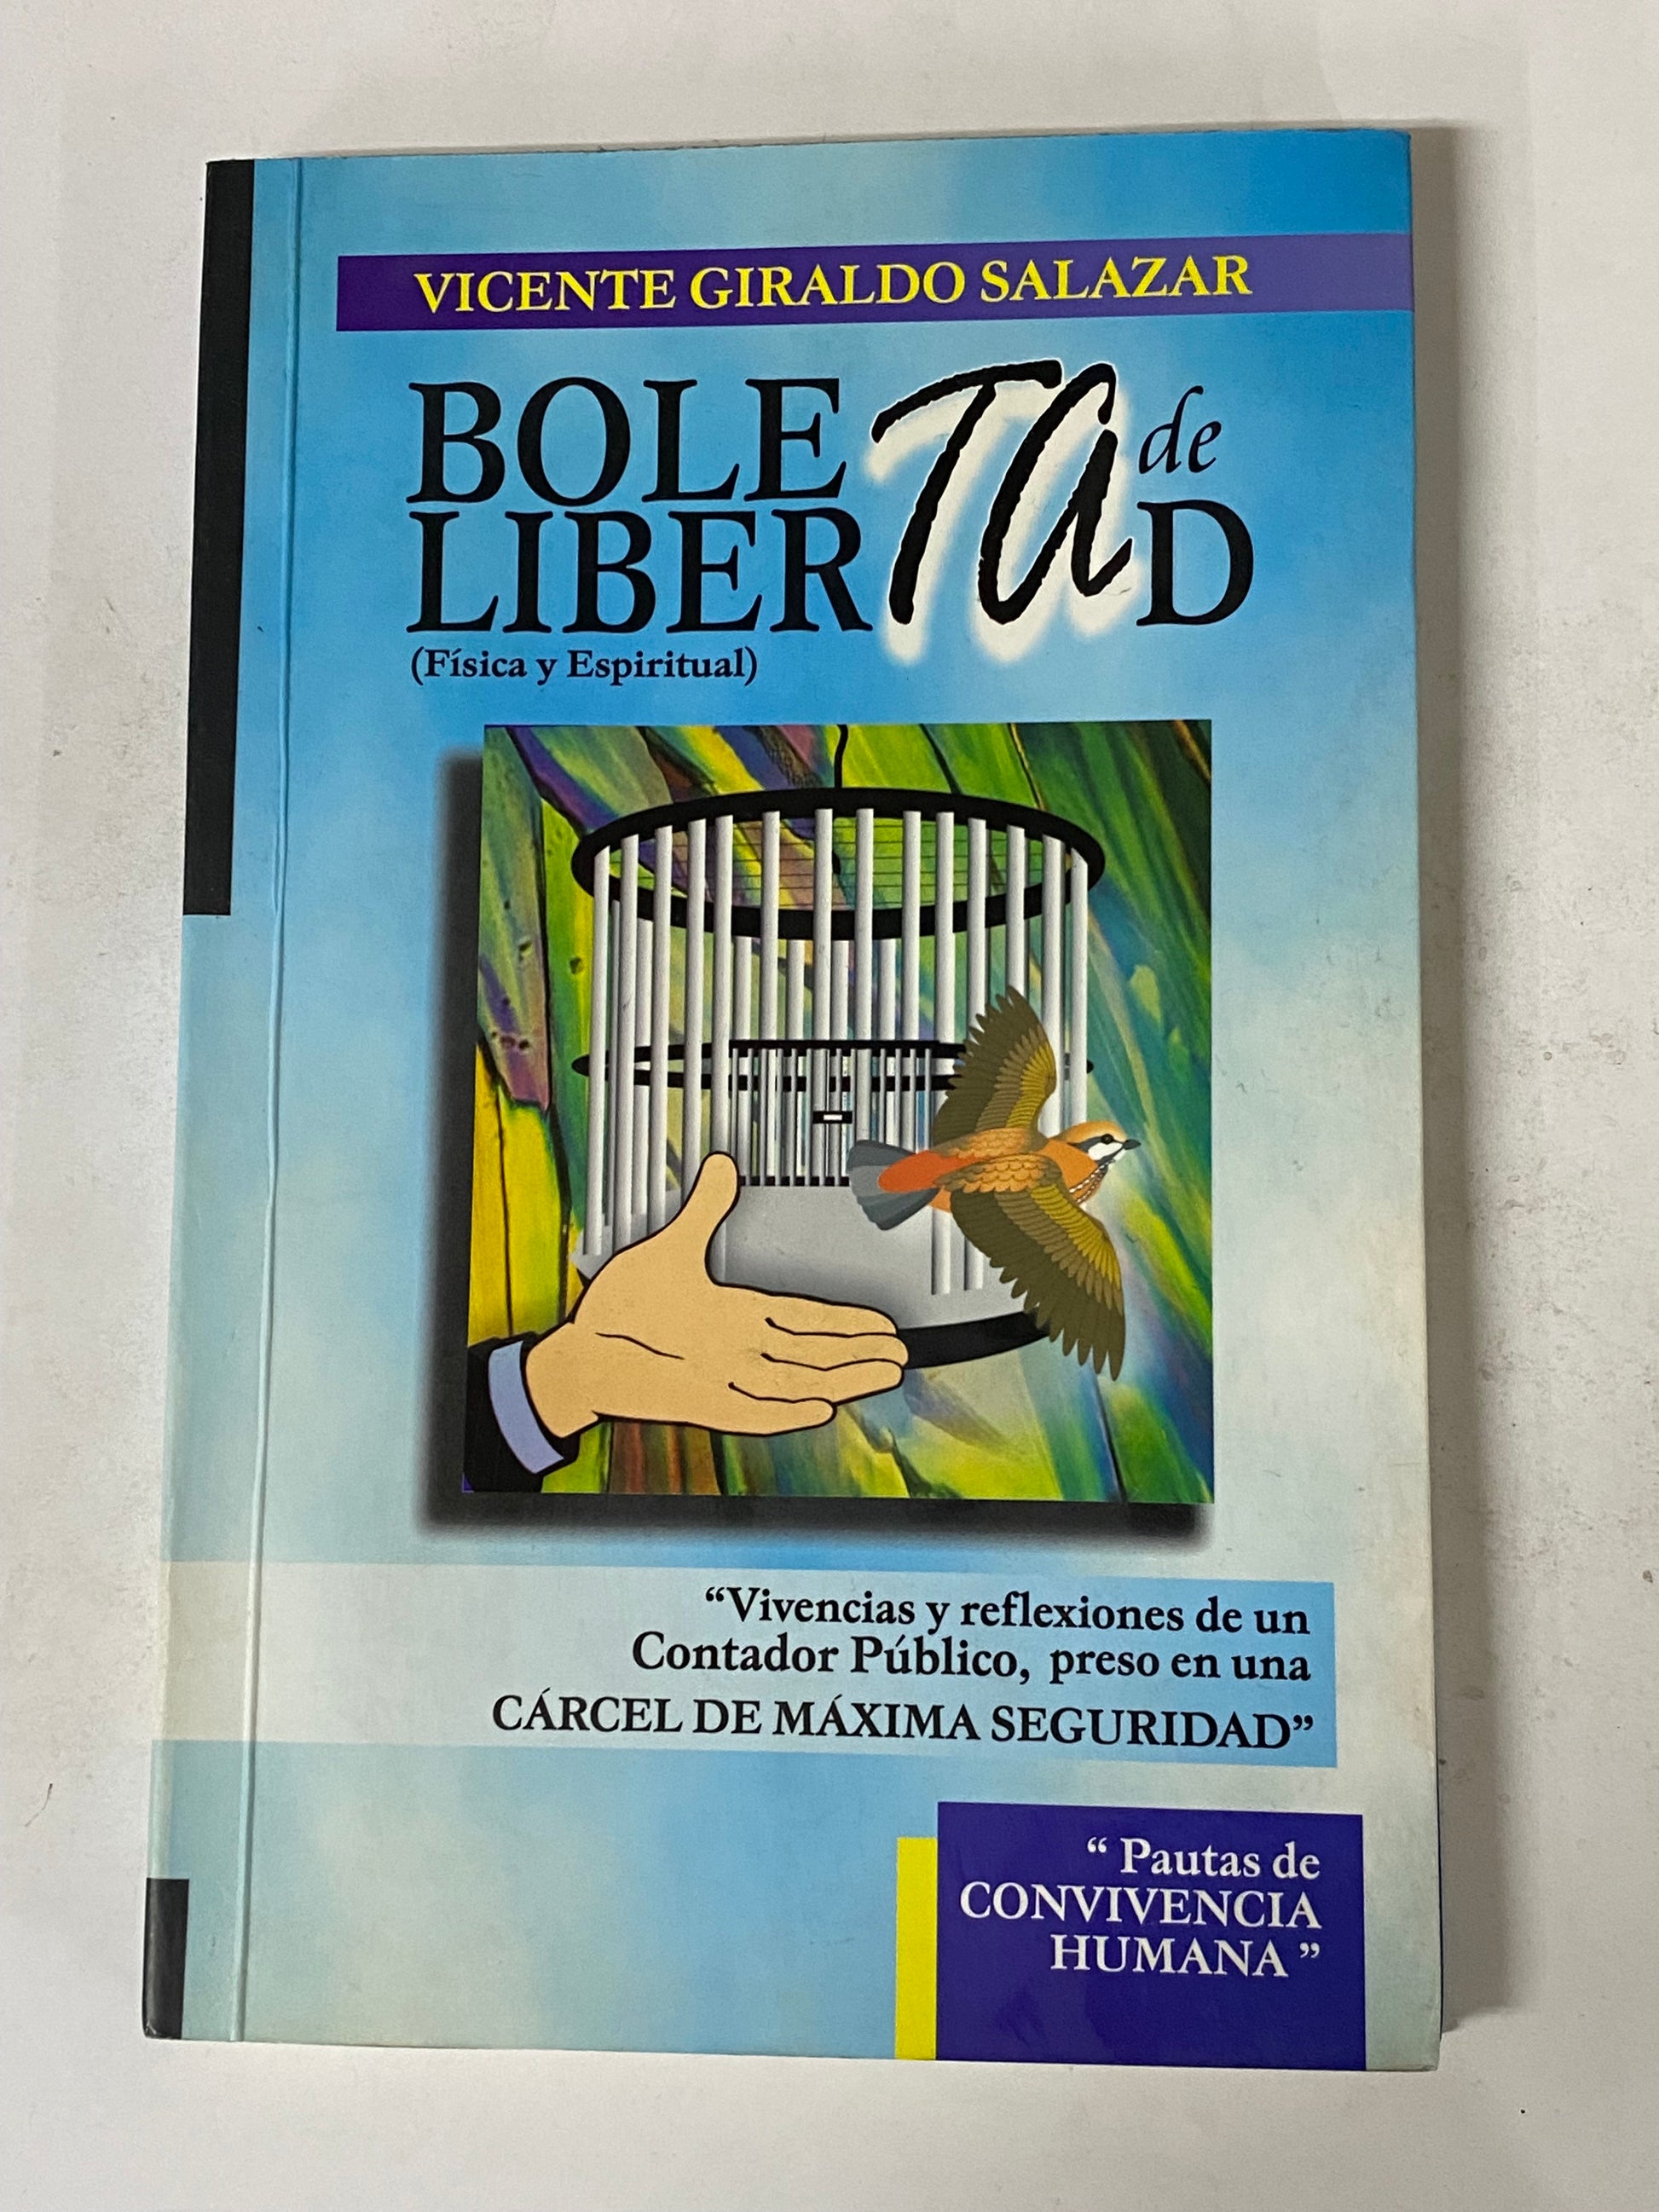 VICENTE GIRALDO SALAZAR
BOLETA de
LIBERTAD
(Física y Espiritual)
“Vivencias y reflexiones de un
Contador Público, preso en una
CÁRCEL DE MÁXIMA SEGURIDAD”
“ Pautas de
CONVIVENCIA
HUMANA ”